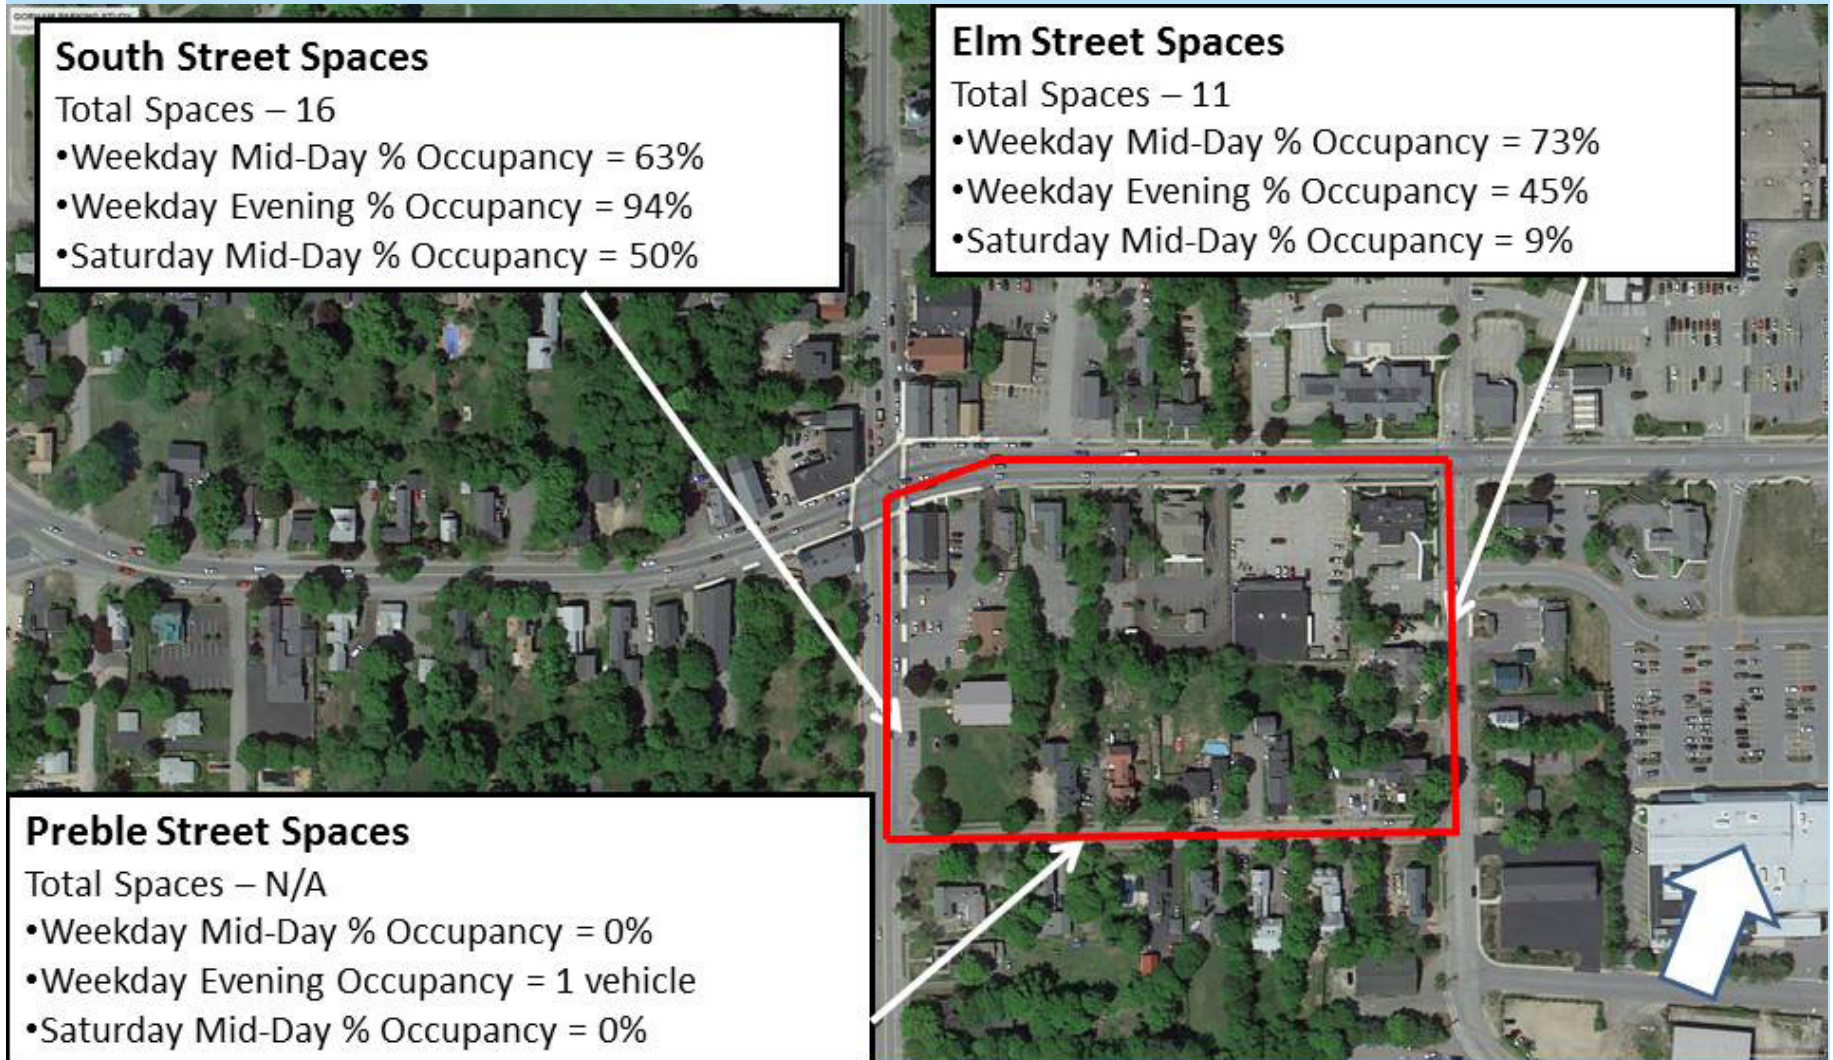 GORHAM PARKING STUDY
South Street Spaces
Total Spaces – 16
•Weekday Mid-Day % Occupancy = 63%
•Weekday Evening % Occupancy = 94%
•Saturday Mid-Day % Occupancy = 50%
Elm Street Spaces
Total Spaces – 11
•Weekday Mid-Day % Occupancy = 73%
•Weekday Evening % Occupancy = 45%
•Saturday Mid-Day % Occupancy = 9%
Preble Street Spaces
Total Spaces – N/A
•Weekday Mid-Day % Occupancy = 0%
•Weekday Evening Occupancy = 1 vehicle
•Saturday Mid-Day % Occupancy = 0%